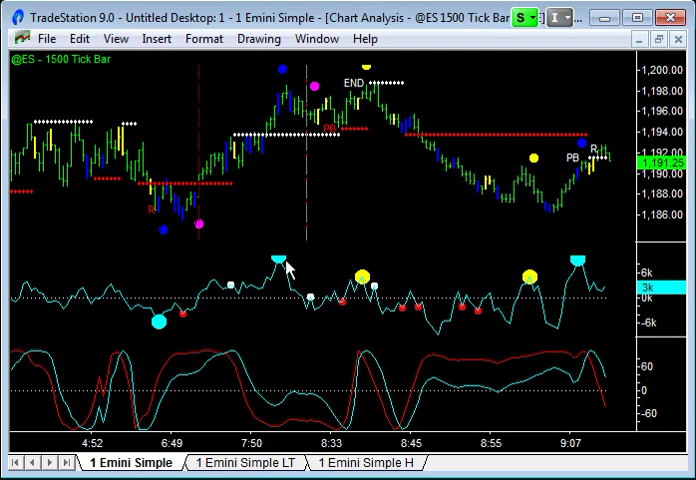 TradeStation 9.0 - Untitled Desktop: 1 - 1 Emini Simple - [Chart Analysis - @ES 1500 Tick Bar
S
I
File Edit View Insert Format Drawing Window Help
@ES - 1500 Tick Bar
1,200.00
1,198.00
1,196.00
1,194.00
1,192.00
1,191.25
1,190.00
1,188.00
1,186.00
END
PB
R
PB
R
6k
3k
0k
-6k
60
0
-60
4:52 6:49 7:50 8:33 8:45 8:55 9:07
1 Emini Simple 1 Emini Simple LT 1 Emini Simple H